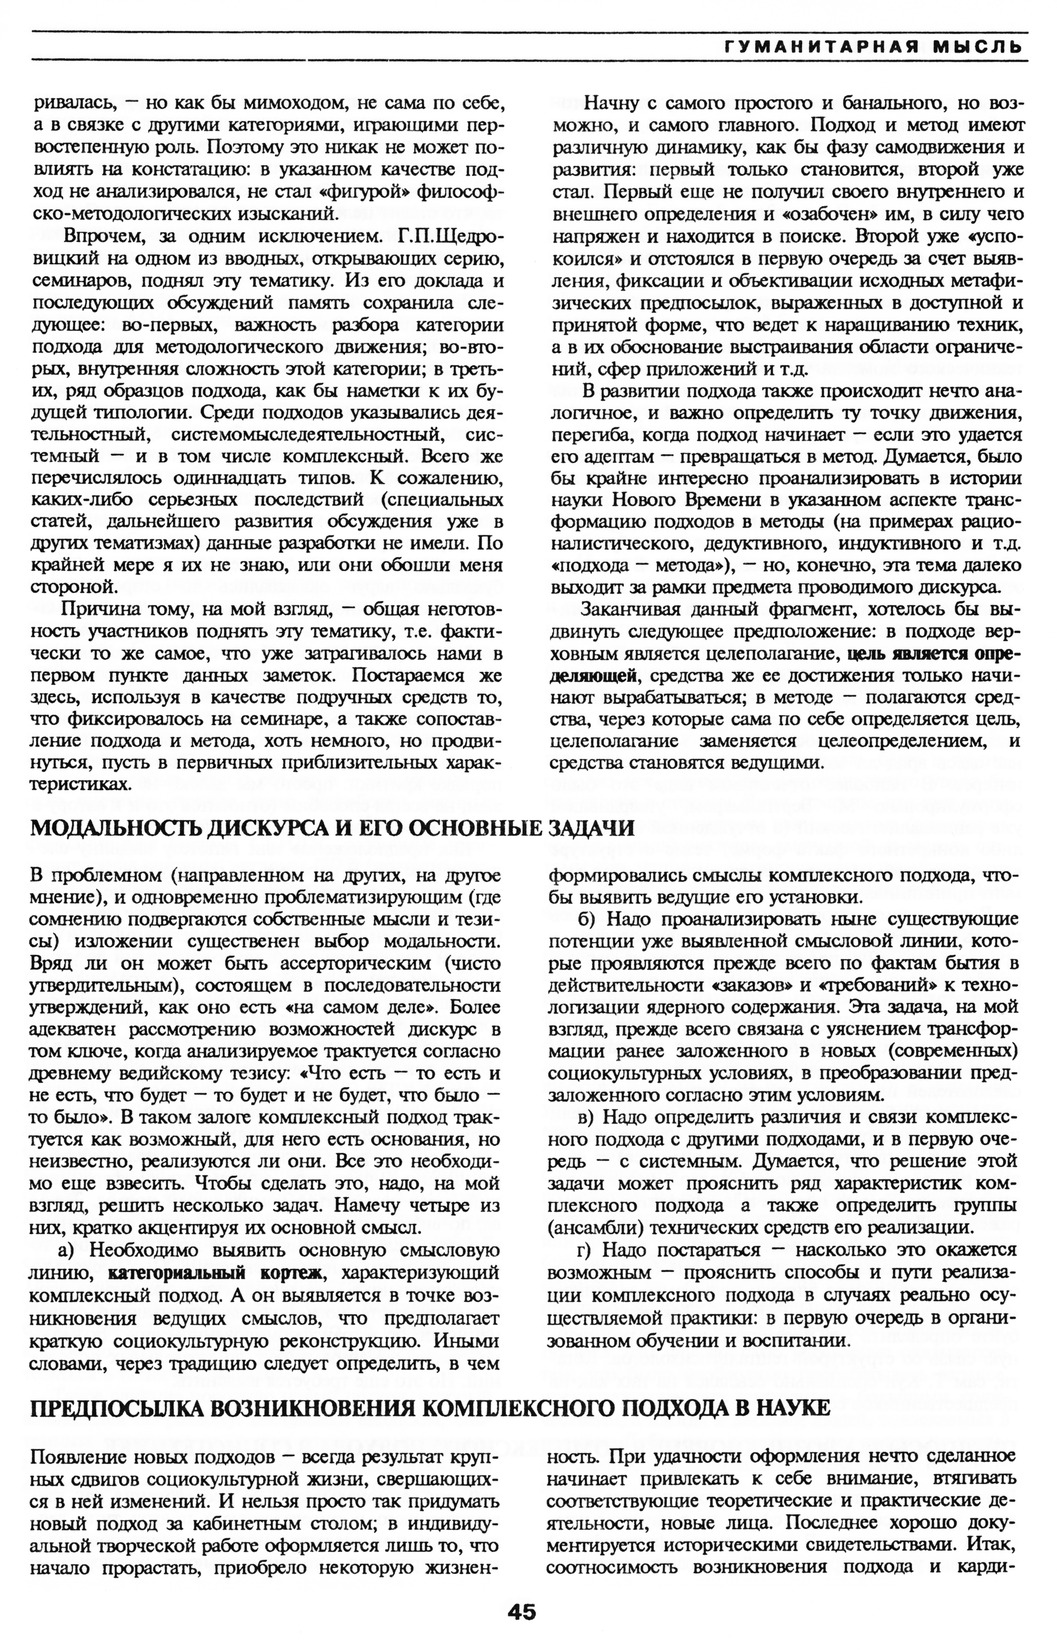 ГУМАНИТАРНАЯ МЫСЛЬ
ривалась, — но как бы мимоходом, не сама по себе,
а в связке с другими категориями, играющими пер-
востепенную роль. Поэтому это никак не может по-
влиять на констатацию: в указанном качестве под-
ход не анализировался, не стал «фигурой» философ-
ско-методологических изысканий.
Впрочем, за одним исключением. Г.П.Щедро-
вицкий на одном из вводных, открывающих серию,
семинаров, поднял эту тематику. Из его доклада и
последующих обсуждений память сохранила сле-
дующее: во-первых, важность разбора категории
подхода для методологического движения; во-вто-
рых, внутренняя сложность этой категории; в треть-
их, ряд образцов подхода, как бы наметки к их бу-
дущей типологии. Среди подходов указывались дея-
тельностный, системомыследеятельностный, сис-
темный — и в том числе комплексный. Всего же
перечислялось одиннадцать типов. К сожалению,
каких-либо серьезных последствий (специальных
статей, дальнейшего развития обсуждения уже в
других тематизмах) данные разработки не имели. По
крайней мере я их не знаю, или они обошли меня
стороной.
Причина тому, на мой взгляд, — общая неготов-
ность участников поднять эту тематику, т.е. факти-
чески то же самое, что уже затрагивалось нами в
первом пункте данных заметок. Постараемся же
здесь, используя в качестве подручных средств то,
что фиксировалось на семинаре, а также сопостав-
ление подхода и метода, хоть немного, но продви-
нуться, пусть в первичных приблизительных харак-
теристиках.
Начну с самого простого и банального, но воз-
можно, и самого главного. Подход и метод имеют
различную динамику, как бы фазу самодвижения и
развития: первый только становится, второй уже
стал. Первый еще не получил своего внутреннего и
внешнего определения и «озабочен» им, в силу чего
напряжен и находится в поиске. Второй уже «успо-
коился» и отстоялся в первую очередь за счет выяв-
ления, фиксации и объективации исходных метафи-
зических предпосылок, выраженных в доступной и
принятой форме, что ведет к наращиванию техник,
а в их обоснование выстраивания области ограниче-
ний, сфер приложений и т.д.
В развитии подхода также происходит нечто ана-
логичное, и важно определить ту точку движения,
перегиба, когда подход начинает — если это удается
его адептам — превращаться в метод. Думается, было
бы крайне интересно проанализировать в истории
науки Нового Времени в указанном аспекте транс-
формацию подходов в методы (на примерах рацио-
налистического, дедуктивного, индуктивного и т.д.
«подхода — метода»), — но, конечно, эта тема далеко
выходит за рамки предмета проводимого дискурса.
Заканчивая данный фрагмент, хотелось бы вы-
двинуть следующее предположение: в подходе вер-
ховным является целеполагание, цель является опре-
деляющей, средства же ее достижения только начи-
нают вырабатываться; в методе — полагаются сред-
ства, через которые сама по себе определяется цель,
целеполагание заменяется целеопределением, и
средства становятся ведущими.
МОДАЛЬНОСТЬ ДИСКУРСА И ЕГО ОСНОВНЫЕ ЗАДАЧИ
В проблемном (направленном на других, на другое
мнение), и одновременно проблематизирующим (где
сомнению подвергаются собственные мысли и тези-
сы) изложении существенен выбор модальности.
Вряд ли он может быть ассерторическим (чисто
утвердительным), состоящем в последовательности
утверждений, как оно есть «на самом деле». Более
адекватен рассмотрению возможностей дискурс в
том ключе, когда анализируемое трактуется согласно
древнему ведийскому тезису: «Что есть — то есть и
не есть, что будет — то будет и не будет, что было —
то было». В таком залоге комплексный подход трак-
туется как возможный, для него есть основания, но
неизвестно, реализуются ли они. Все это необходи-
мо еще взвесить. Чтобы сделать это, надо, на мой
взгляд, решить несколько задач. Намечу четыре из
них, кратко акцентируя их основной смысл.
а) Необходимо выявить основную смысловую
линию, категориальный кортеж, характеризующий
комплексный подход. А он выявляется в точке воз-
никновения ведущих смыслов, что предполагает
краткую социокультурную реконструкцию. Иными
словами, через традицию следует определить, в чем
формировались смыслы комплексного подхода, что-
бы выявить ведущие его установки.
б) Надо проанализировать ныне существующие
потенции уже выявленной смысловой линии, кото-
рые проявляются прежде всего по фактам бытия в
действительности «заказов» и «требований» к техно-
логизации ядерного содержания. Эта задача, на мой
взгляд, прежде всего связана с уяснением трансфор-
мации ранее заложенного в новых (современных)
социокультурных условиях, в преобразовании пред-
заложенного согласно этим условиям.
в) Надо определить различия и связи комплекс-
ного подхода с другими подходами, и в первую оче-
редь — с системным. Думается, что решение этой
задачи может прояснить ряд характеристик ком-
плексного подхода а также определить группы
(ансамбли) технических средств его реализации.
г) Надо постараться — насколько это окажется
возможным — прояснить способы и пути реализа-
ции комплексного подхода в случаях реально осу-
ществляемой практики: в первую очередь в органи-
зованном обучении и воспитании.
ПРЕДПОСЫЛКА ВОЗНИКНОВЕНИЯ КОМПЛЕКСНОГО ПОДХОДА В НАУКЕ
Появление новых подходов — всегда результат круп-
ных сдвигов социокультурной жизни, свершающих-
ся в ней изменений. И нельзя просто так придумать
новый подход за кабинетным столом; в индивиду-
альной творческой работе оформляется лишь то, что
начало прорастать, приобрело некоторую жизнен-
ность. При удачности оформления нечто сделанное
начинает привлекать к себе внимание, втягивать
соответствующие теоретические и практические де-
ятельности, новые лица. Последнее хорошо доку-
ментируется историческими свидетельствами. Итак,
соотносимость возникновения подхода и карди-
45